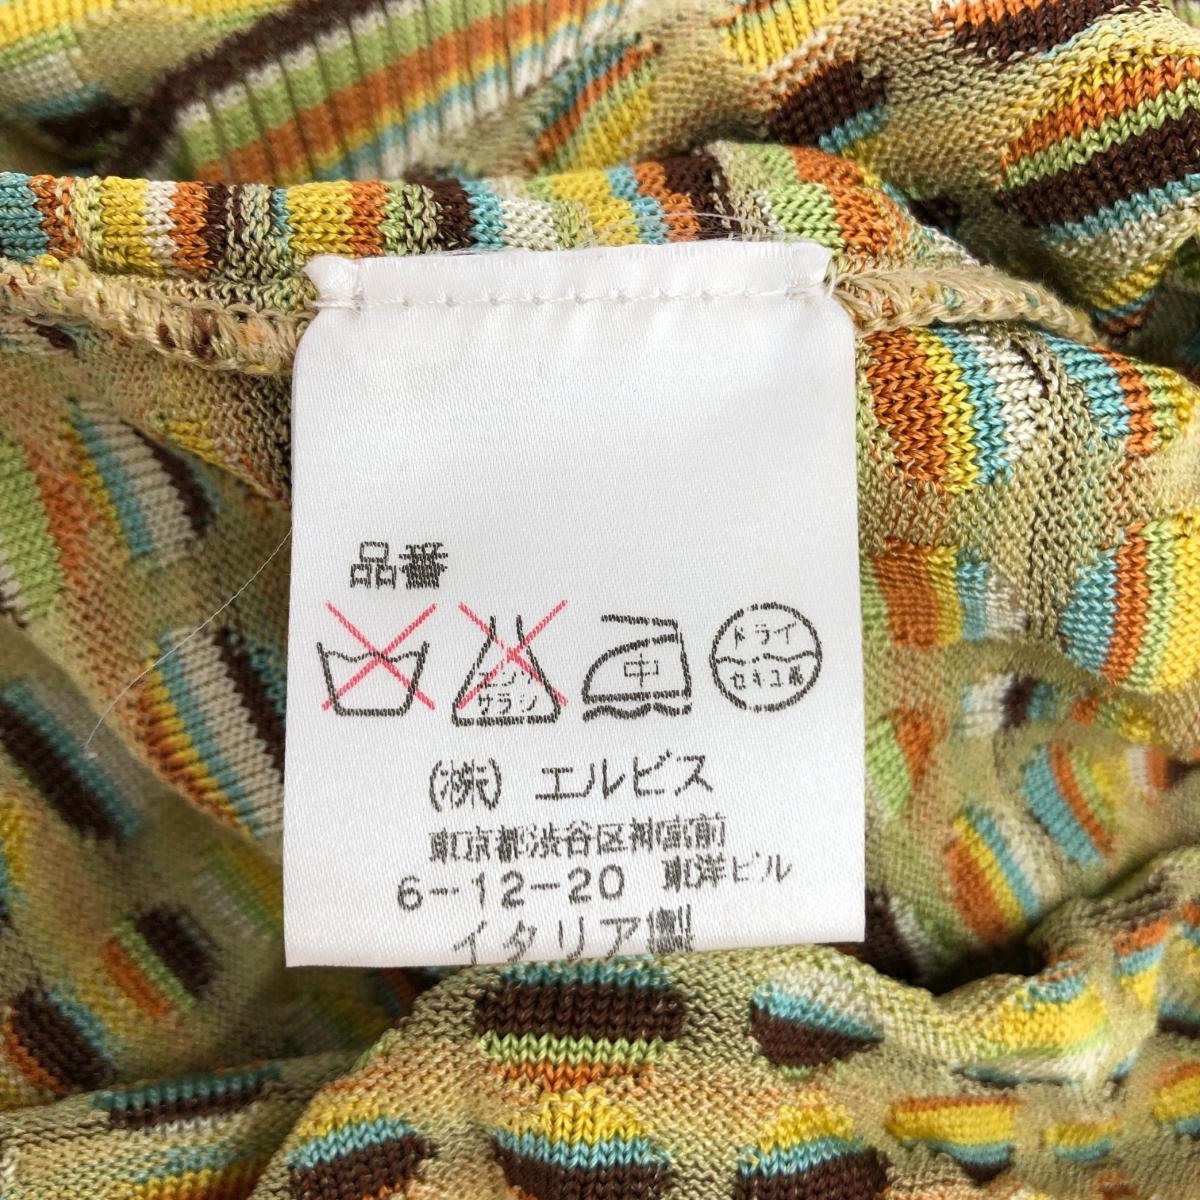 品番
エンソ
サラシ
中
ドライ
セキユ系
(株) エルビス
東京都渋谷区神宮前
6-12-20 東洋ビル
イタリア製